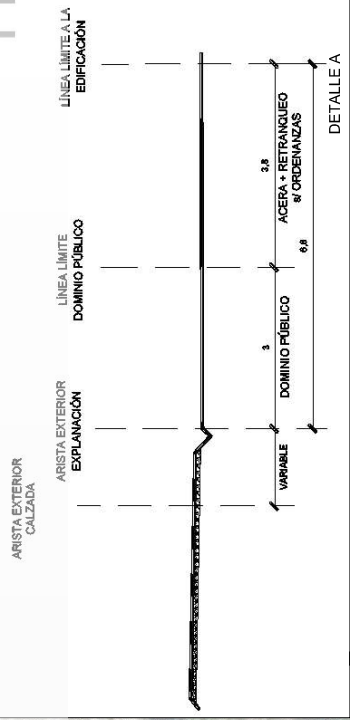 ARISTA EXTERIOR
CALZADA
ARISTA EXTERIOR
EXPLANACIÓN
LÍNEA LÍMITE
DOMINIO PÚBLICO
LÍNEA LÍMITE A LA
EDIFICACIÓN
VARIABLE
3
DOMINIO PÚBLICO
3,8
ACERA + RETRANQUEO
s/ ORDENANZAS
6,8
DETALLE A